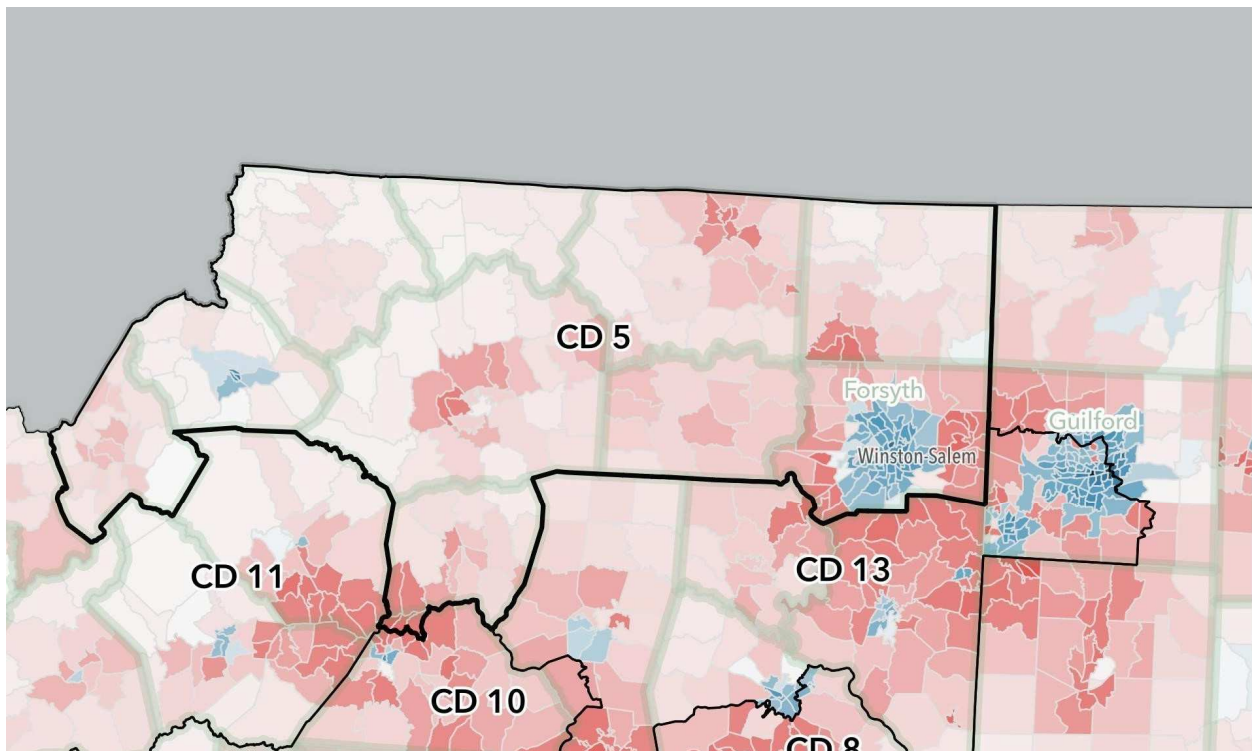 CD 5
Forsyth
Guilford
Winston-Salem
CD 11
CD 13
CD 10
CD 8